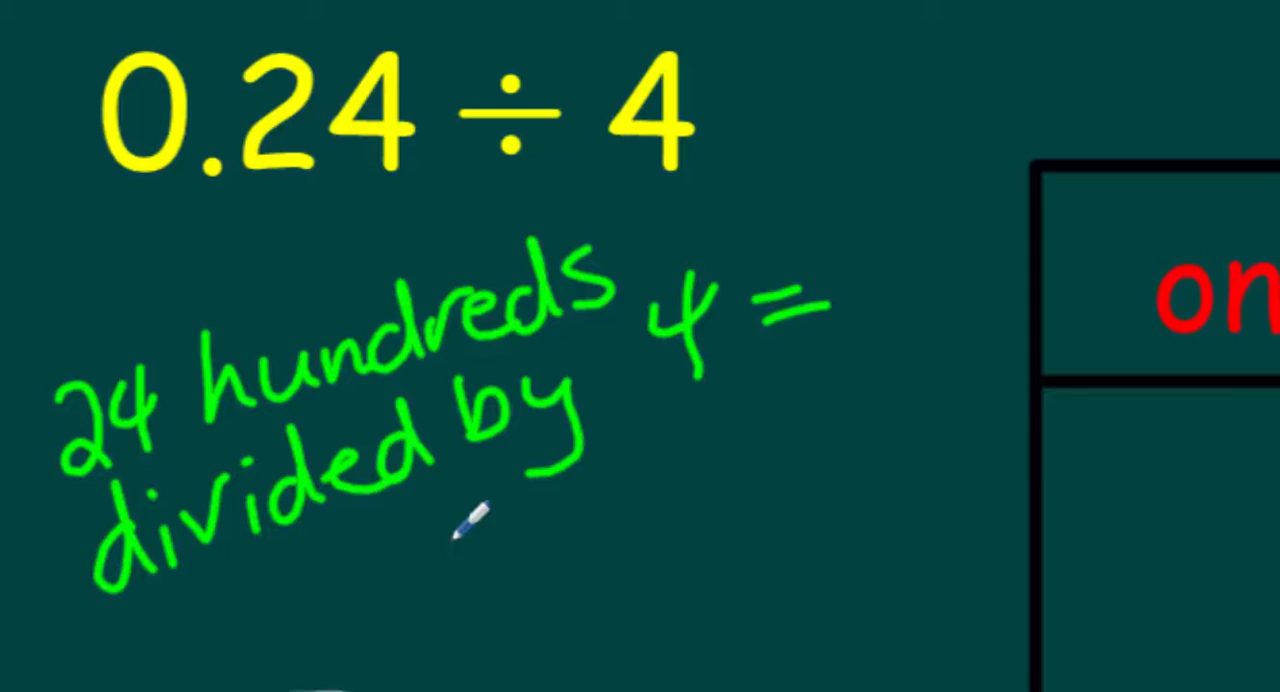 0.24 ÷ 4
24 hundreds
divided by 4 =
on